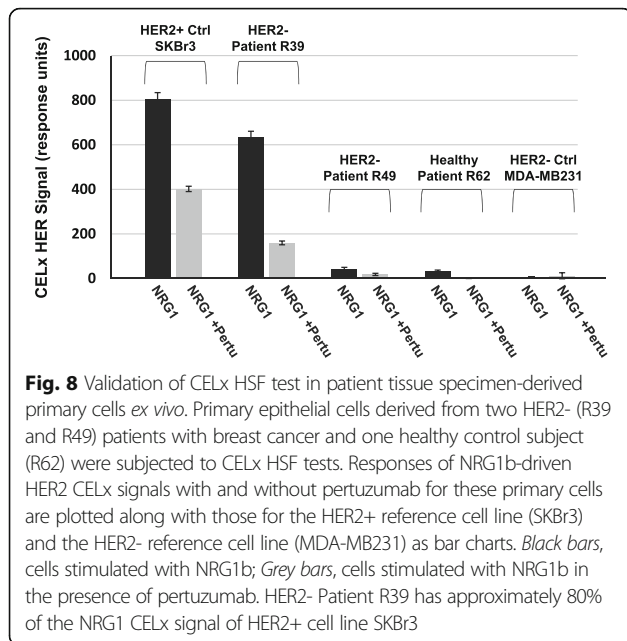 HER2+ Ctrl
SKBr3
HER2-
Patient R39
HER2-
Patient R49
Healthy
Patient R62
HER2- Ctrl
MDA-MB231
CELx HER Signal (response units)
1000
800
600
400
200
0
NRG1
NRG1 +Pertu
NRG1
NRG1 +Pertu
NRG1
NRG1 +Pertu
NRG1
NRG1 +Pertu
NRG1
NRG1 +Pertu
Fig. 8 Validation of CELx HSF test in patient tissue specimen-derived
primary cells ex vivo. Primary epithelial cells derived from two HER2- (R39
and R49) patients with breast cancer and one healthy control subject
(R62) were subjected to CELx HSF tests. Responses of NRG1b-driven
HER2 CELx signals with and without pertuzumab for these primary cells
are plotted along with those for the HER2+ reference cell line (SKBr3)
and the HER2- reference cell line (MDA-MB231) as bar charts. Black bars,
cells stimulated with NRG1b; Grey bars, cells stimulated with NRG1b in
the presence of pertuzumab. HER2- Patient R39 has approximately 80%
of the NRG1 CELx signal of HER2+ cell line SKBr3